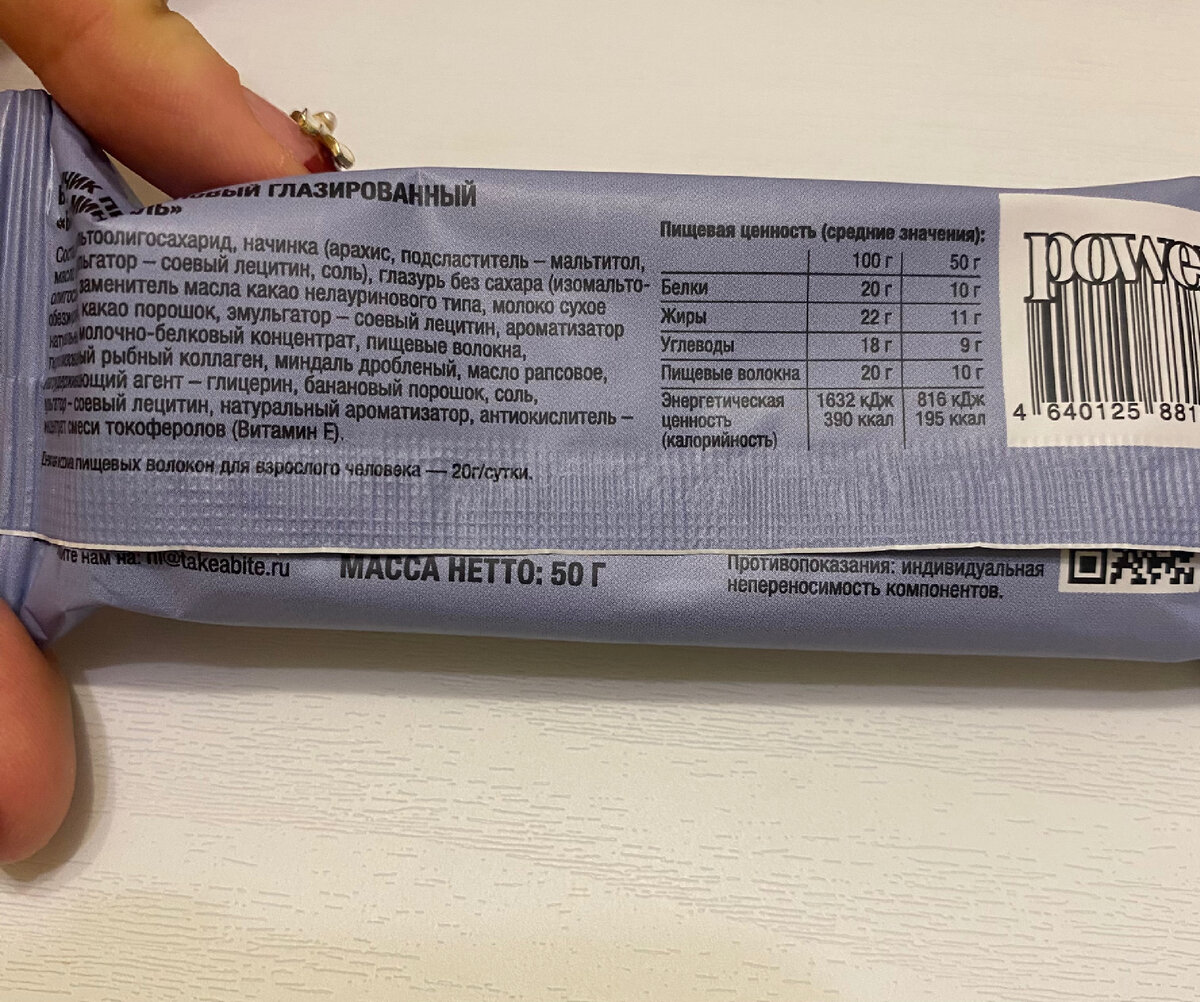 ГЛАЗИРОВАННЫЙ
начинка (арахис, подсластитель – мальтитол,
– соевый лецитин, соль), глазурь без сахара (изомальто-
заменитель масла какао нелауринового типа, молоко сухое
какао порошок, эмульгатор – соевый лецитин, ароматизатор
молочно-белковый концентрат, пищевые волокна,
рыбный коллаген, миндаль дробленый, масло рапсовое,
агент – глицерин, банановый порошок, соль,
-соевый лецитин, натуральный ароматизатор, антиокислитель –
смеси токоферолов (Витамин Е).
пищевых волокон для взрослого человека — 20г/сутки.
Пищевая ценность (средние значения):
100 г 50 г
Белки 20 г 10 г
Жиры 22 г 11 г
Углеводы 18 г 9 г
Пищевые волокна 20 г 10 г
Энергетическая 1632 кДж 816 кДж
ценность 390 ккал 195 ккал
(калорийность)
powe
4 640125 881
нам на: hi@takeabite.ru
МАССА НЕТТО: 50 Г
Противопоказания: индивидуальная
непереносимость компонентов.